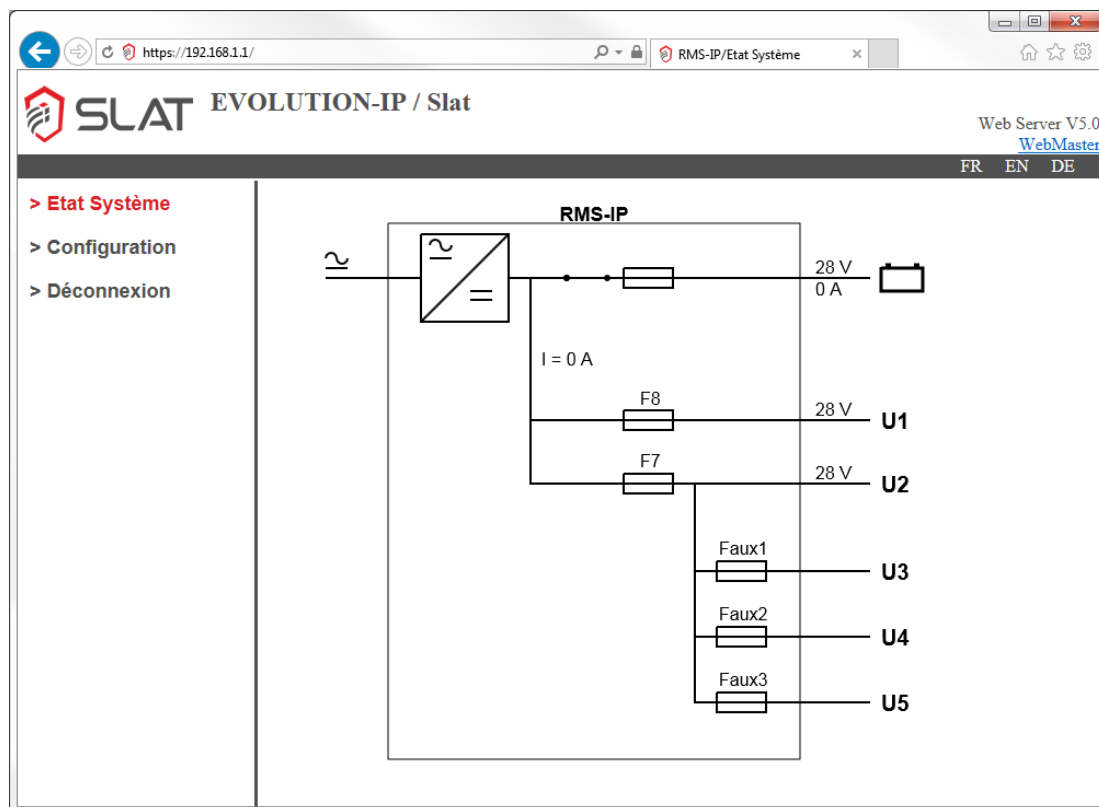 https://192.168.1.1/
RMS-IP/Etat Système
SLAT
EVOLUTION-IP / Slat
Web Server V5.0
WebMaster
FR EN DE
> Etat Système
> Configuration
> Déconnexion
RMS-IP
28 V
0 A
I = 0 A
F8
28 V
U1
F7
28 V
U2
Faux1
U3
Faux2
U4
Faux3
U5